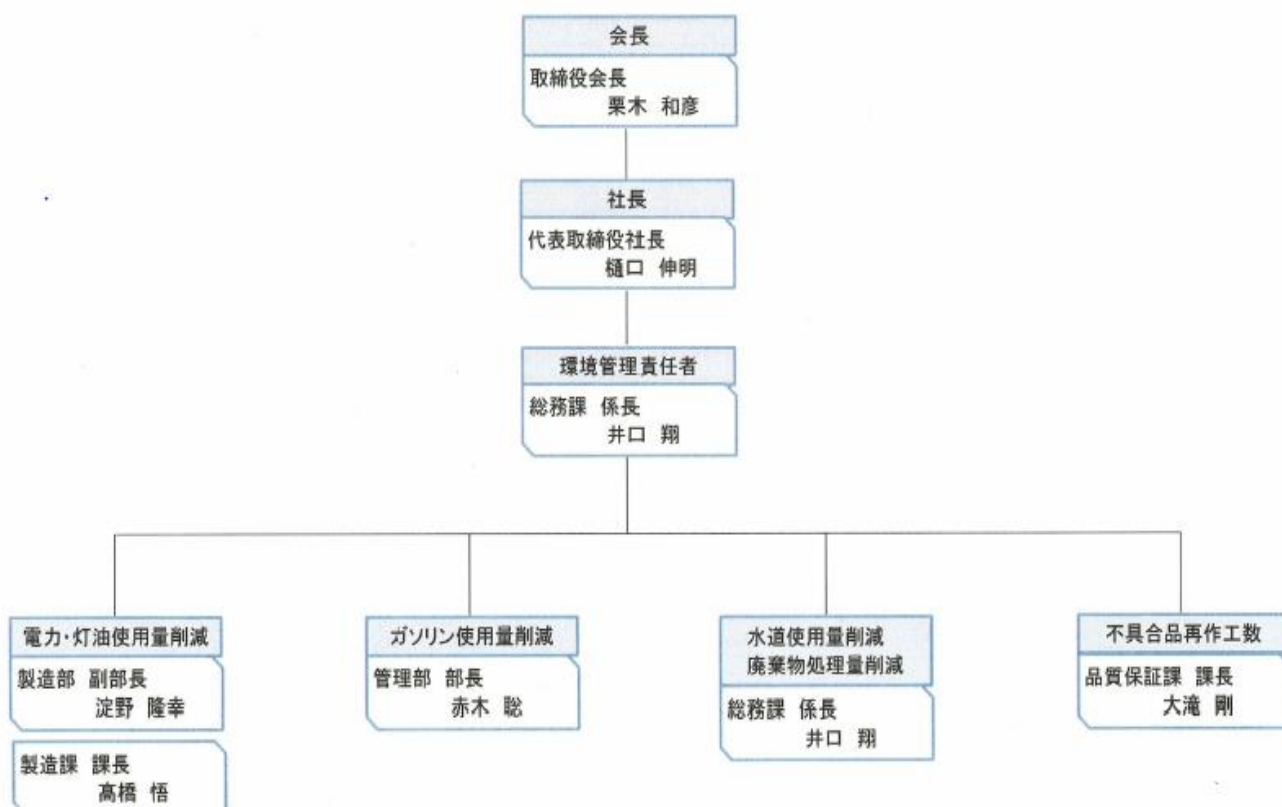 会長
取締役会長
栗木 和彦
社長
代表取締役社長
樋口 伸明
環境管理責任者
総務課 係長
井口 翔
電力・灯油使用量削減
製造部 副部長
淀野 隆幸
製造課 課長
髙橋 悟
ガソリン使用量削減
管理部 部長
赤木 聡
水道使用量削減
廃棄物処理量削減
総務課 係長
井口 翔
不具合品再作工数
品質保証課 課長
大滝 剛